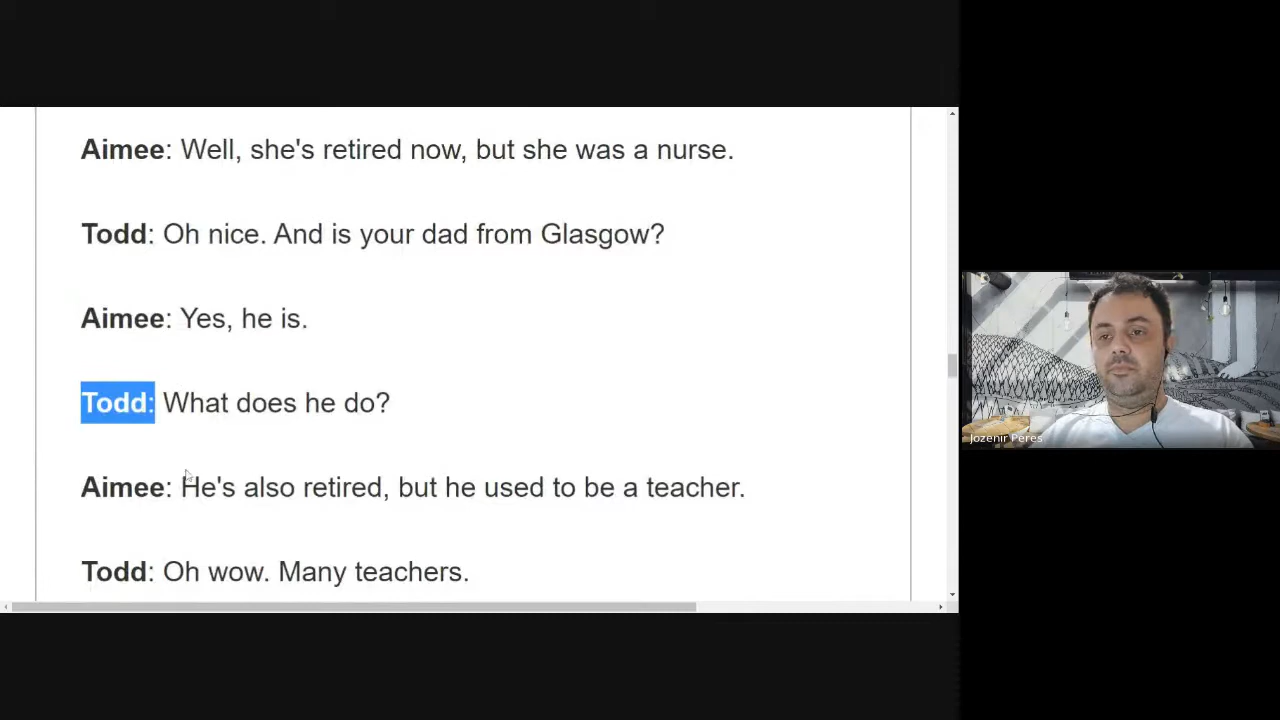 Aimee: Well, she's retired now, but she was a nurse.
Todd: Oh nice. And is your dad from Glasgow?
Aimee: Yes, he is.
Todd: What does he do?
Aimee: He's also retired, but he used to be a teacher.
Todd: Oh wow. Many teachers.
Jozenir Peres